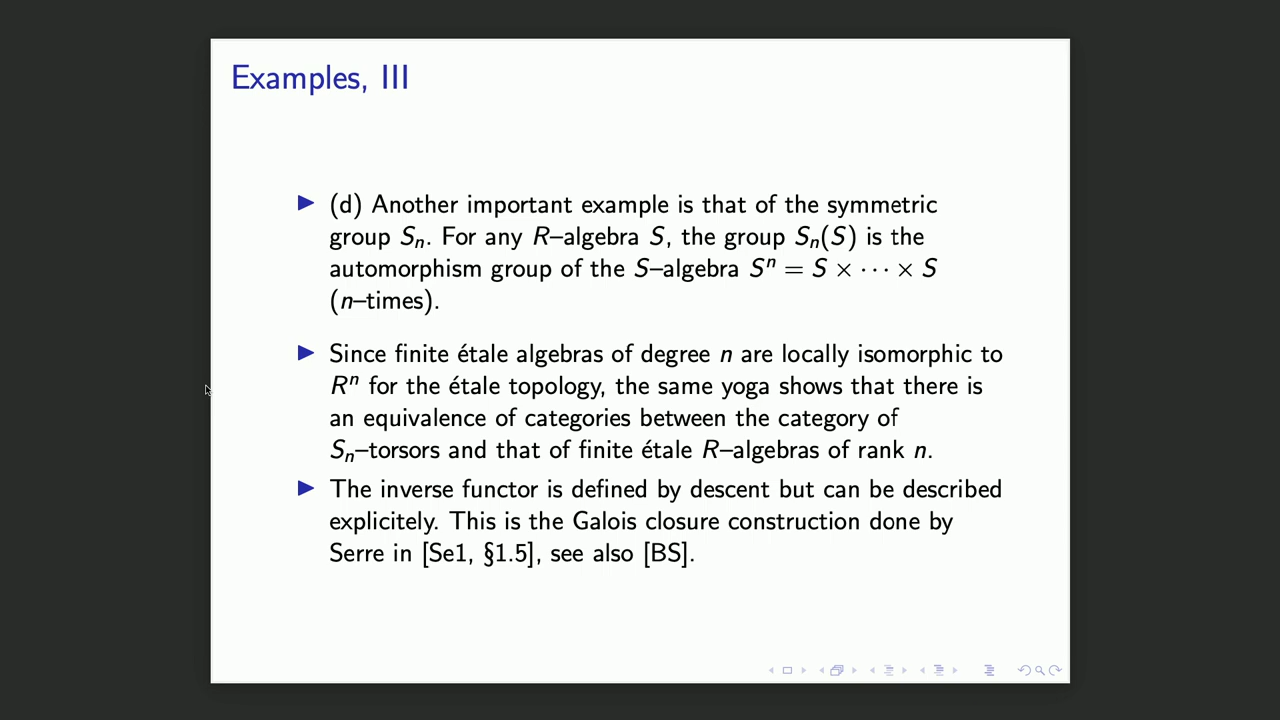 Examples, III
▶ (d) Another important example is that of the symmetric
group Sₙ. For any R–algebra S, the group Sₙ(S) is the
automorphism group of the S–algebra Sⁿ = S × ··· × S
(n–times).
▶ Since finite étale algebras of degree n are locally isomorphic to
Rⁿ for the étale topology, the same yoga shows that there is
an equivalence of categories between the category of
Sₙ–torsors and that of finite étale R–algebras of rank n.
▶ The inverse functor is defined by descent but can be described
explicitely. This is the Galois closure construction done by
Serre in [Se1, §1.5], see also [BS].